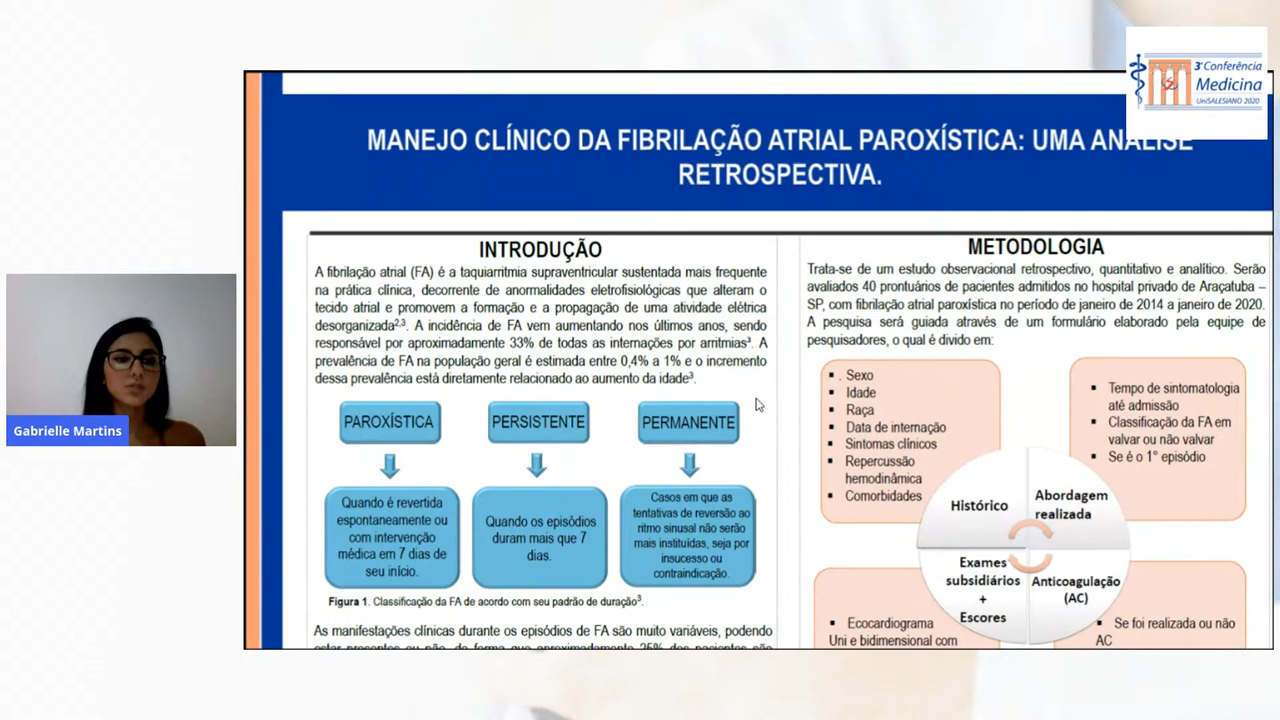 3ª Conferência
Medicina
UniSALESIANO 2020
MANEJO CLÍNICO DA FIBRILAÇÃO ATRIAL PAROXÍSTICA: UMA ANÁLISE
RETROSPECTIVA.
INTRODUÇÃO
A fibrilação atrial (FA) é a taquiarritmia supraventricular sustentada mais frequente
na prática clínica, decorrente de anormalidades eletrofisiológicas que alteram o
tecido atrial e promovem a formação e a propagação de uma atividade elétrica
desorganizada2,3. A incidência de FA vem aumentando nos últimos anos, sendo
responsável por aproximadamente 33% de todas as internações por arritmias³. A
prevalência de FA na população geral é estimada entre 0,4% a 1% e o incremento
dessa prevalência está diretamente relacionado ao aumento da idade³.
PAROXÍSTICA
PERSISTENTE
PERMANENTE
Quando é revertida
espontaneamente ou
com intervenção
médica em 7 dias de
seu início.
Quando os episódios
duram mais que 7
dias.
Casos em que as
tentativas de reversão ao
ritmo sinusal não serão
mais instituídas, seja por
insucesso ou
contraindicação.
Figura 1. Classificação da FA de acordo com seu padrão de duração³.
As manifestações clínicas durante os episódios de FA são muito variáveis, podendo
estar presentes ou não, de forma que aproximadamente 25% dos pacientes são
METODOLOGIA
Trata-se de um estudo observacional retrospectivo, quantitativo e analítico. Serão
avaliados 40 prontuários de pacientes admitidos no hospital privado de Araçatuba –
SP, com fibrilação atrial paroxística no período de janeiro de 2014 a janeiro de 2020.
A pesquisa será guiada através de um formulário elaborado pela equipe de
pesquisadores, o qual é divido em:
▪ . Sexo
▪ Idade
▪ Raça
▪ Data de internação
▪ Sintomas clínicos
▪ Repercussão
hemodinâmica
▪ Comorbidades
▪ Tempo de sintomatologia
até admissão
▪ Classificação da FA em
valvar ou não valvar
▪ Se é o 1° episódio
Histórico
Abordagem
realizada
Exames
subsidiários
+
Escores
Anticoagulação
(AC)
▪ Ecocardiograma
Uni e bidimensional com
▪ Se foi realizada ou não
AC
Gabrielle Martins